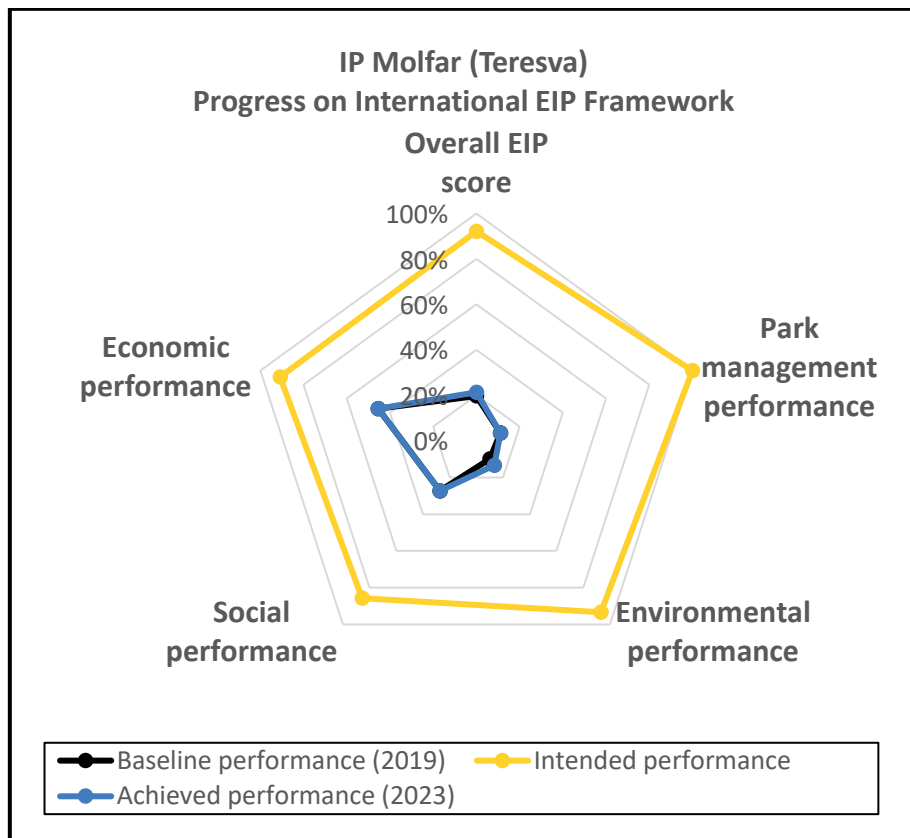 IP Molfar (Teresva)
Progress on International EIP Framework
Overall EIP
score
100%
80%
60%
40%
20%
0%
Park
management
performance
Environmental
performance
Social
performance
Economic
performance
Baseline performance (2019)
Intended performance
Achieved performance (2023)